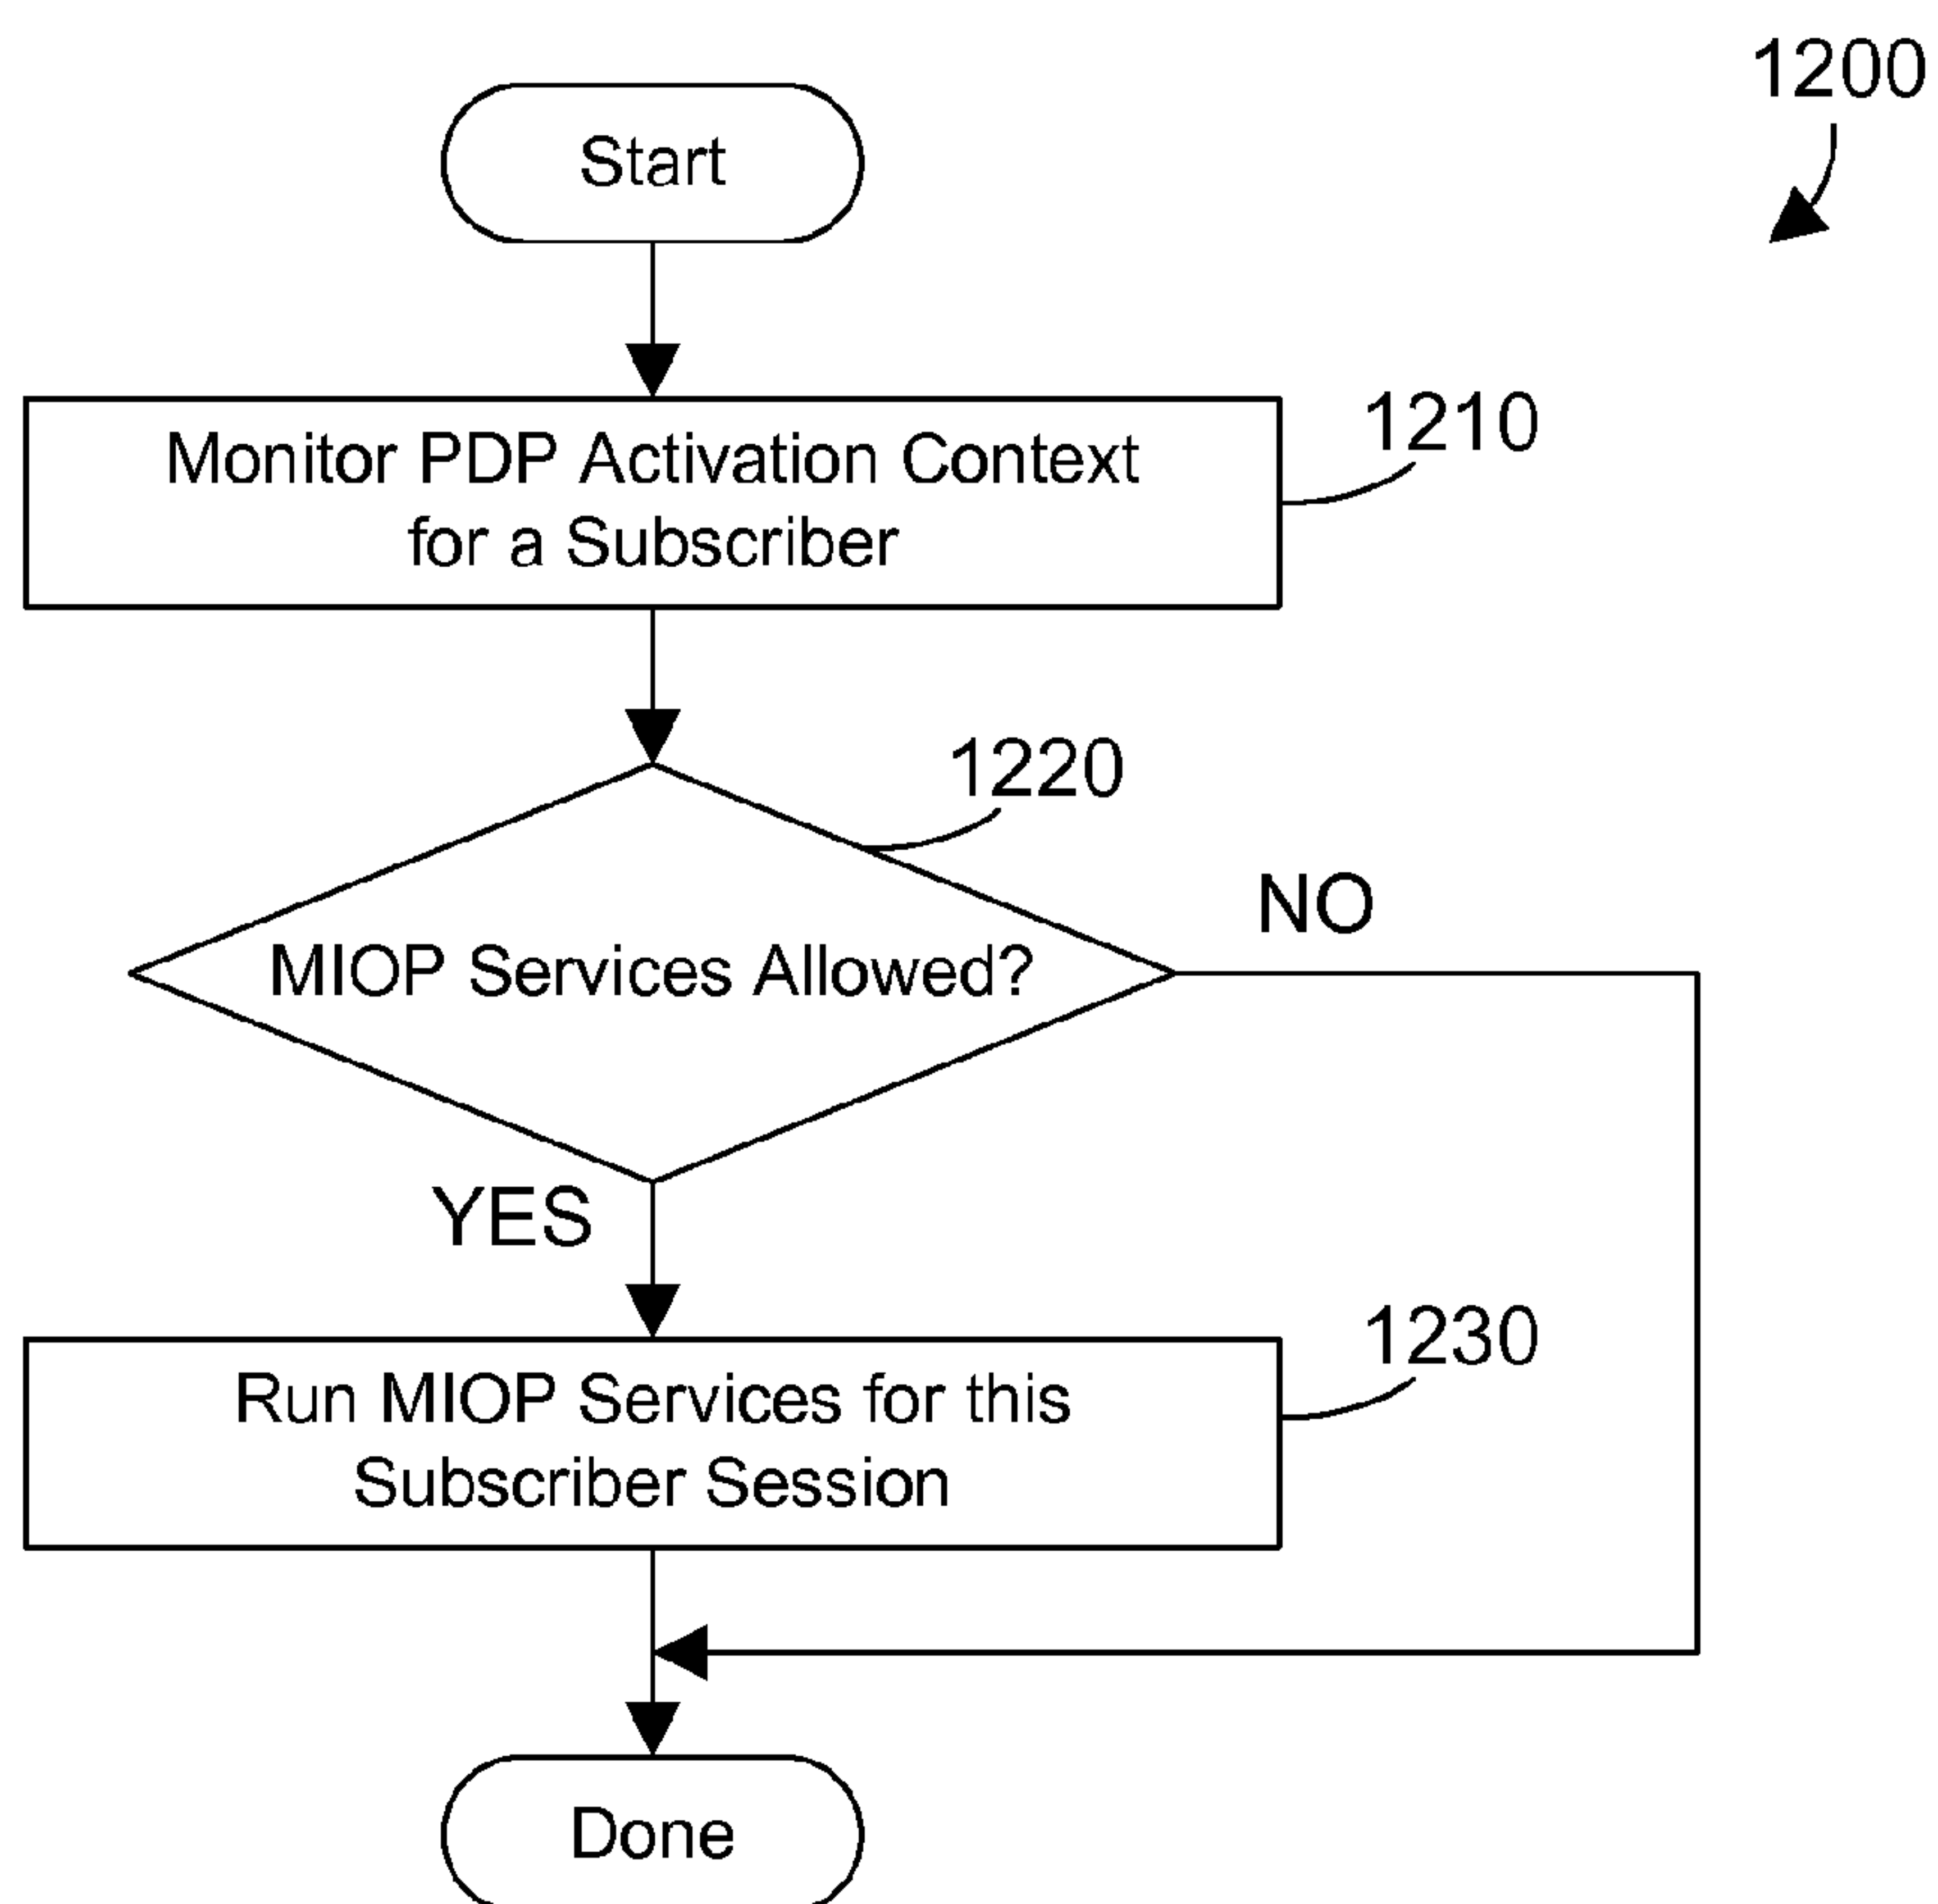 1200
Start
1210
Monitor PDP Activation Context
for a Subscriber
1220
NO
MIOP Services Allowed?
YES
1230
Run MIOP Services for this
Subscriber Session
Done